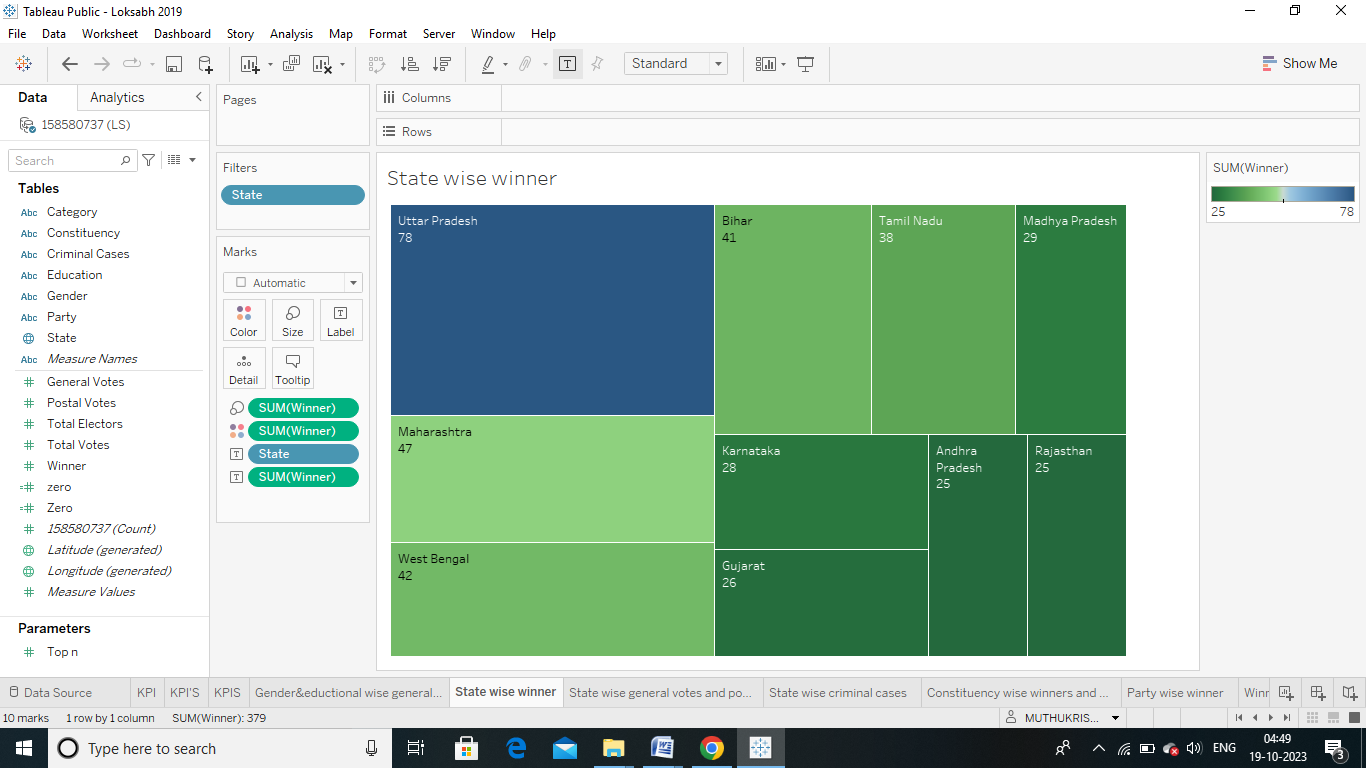 Tableau Public - Loksabh 2019
File Data Worksheet Dashboard Story Analysis Map Format Server Window Help
Standard
Show Me
Data Analytics
158580737 (LS)
Search
Tables
Abc Category
Abc Constituency
Abc Criminal Cases
Abc Education
Abc Gender
Abc Party
State
Abc Measure Names
General Votes
Postal Votes
Total Electors
Total Votes
Winner
zero
Zero
158580737 (Count)
Latitude (generated)
Longitude (generated)
Measure Values
Parameters
Top n
Pages
Filters
State
Marks
Automatic
Color Size Label
Detail Tooltip
SUM(Winner)
SUM(Winner)
State
SUM(Winner)
Columns
Rows
State wise winner
Uttar Pradesh
78
Maharashtra
47
West Bengal
42
Bihar
41
Tamil Nadu
38
Madhya Pradesh
29
Karnataka
28
Gujarat
26
Andhra
Pradesh
25
Rajasthan
25
SUM(Winner)
25 78
Data Source KPI KPI'S KPIS Gender&eductional wise general... State wise winner State wise general votes and po... State wise criminal cases Constituency wise winners and ... Party wise winner Winr
10 marks 1 row by 1 column SUM(Winner): 379 MUTHUKRIS...
Type here to search
ENG
04:49
19-10-2023
3